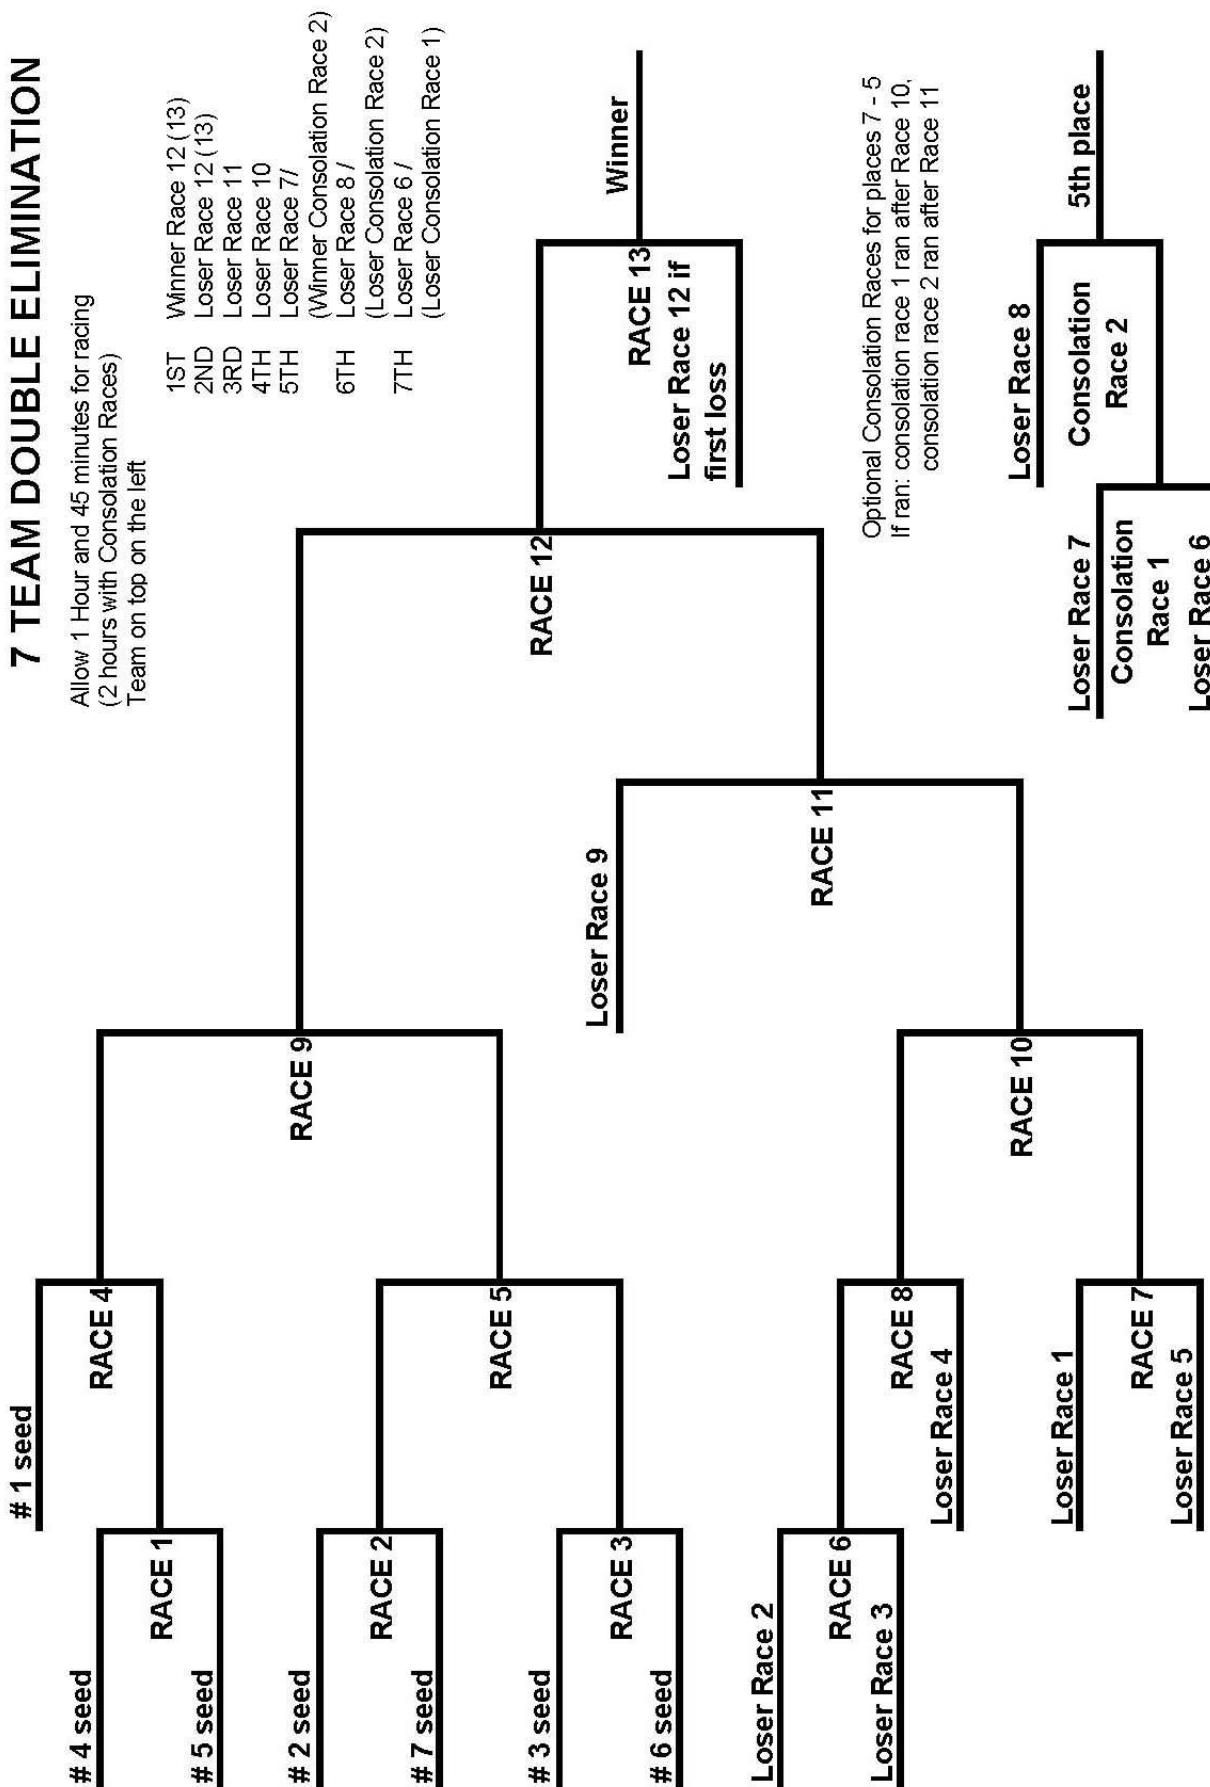 7 TEAM DOUBLE ELIMINATION
Allow 1 Hour and 45 minutes for racing
(2 hours with Consolation Races)
Team on top on the left
1ST Winner Race 12 (13)
2ND Loser Race 12 (13)
3RD Loser Race 11
4TH Loser Race 10
5TH Loser Race 7/
(Winner Consolation Race 2)
6TH Loser Race 8 /
(Loser Consolation Race 2)
7TH Loser Race 6 /
(Loser Consolation Race 1)
# 1 seed
RACE 4
# 4 seed
RACE 1
# 5 seed
RACE 9
# 2 seed
RACE 2
# 7 seed
RACE 5
# 3 seed
RACE 3
# 6 seed
RACE 12
Winner
RACE 13
Loser Race 12 if
first loss
Loser Race 9
RACE 11
Loser Race 2
RACE 6
Loser Race 3
RACE 8
Loser Race 4
RACE 10
Loser Race 1
RACE 7
Loser Race 5
Optional Consolation Races for places 7 - 5
If ran: consolation race 1 ran after Race 10,
consolation race 2 ran after Race 11
Loser Race 8
Consolation
Race 2
5th place
Loser Race 7
Consolation
Race 1
Loser Race 6